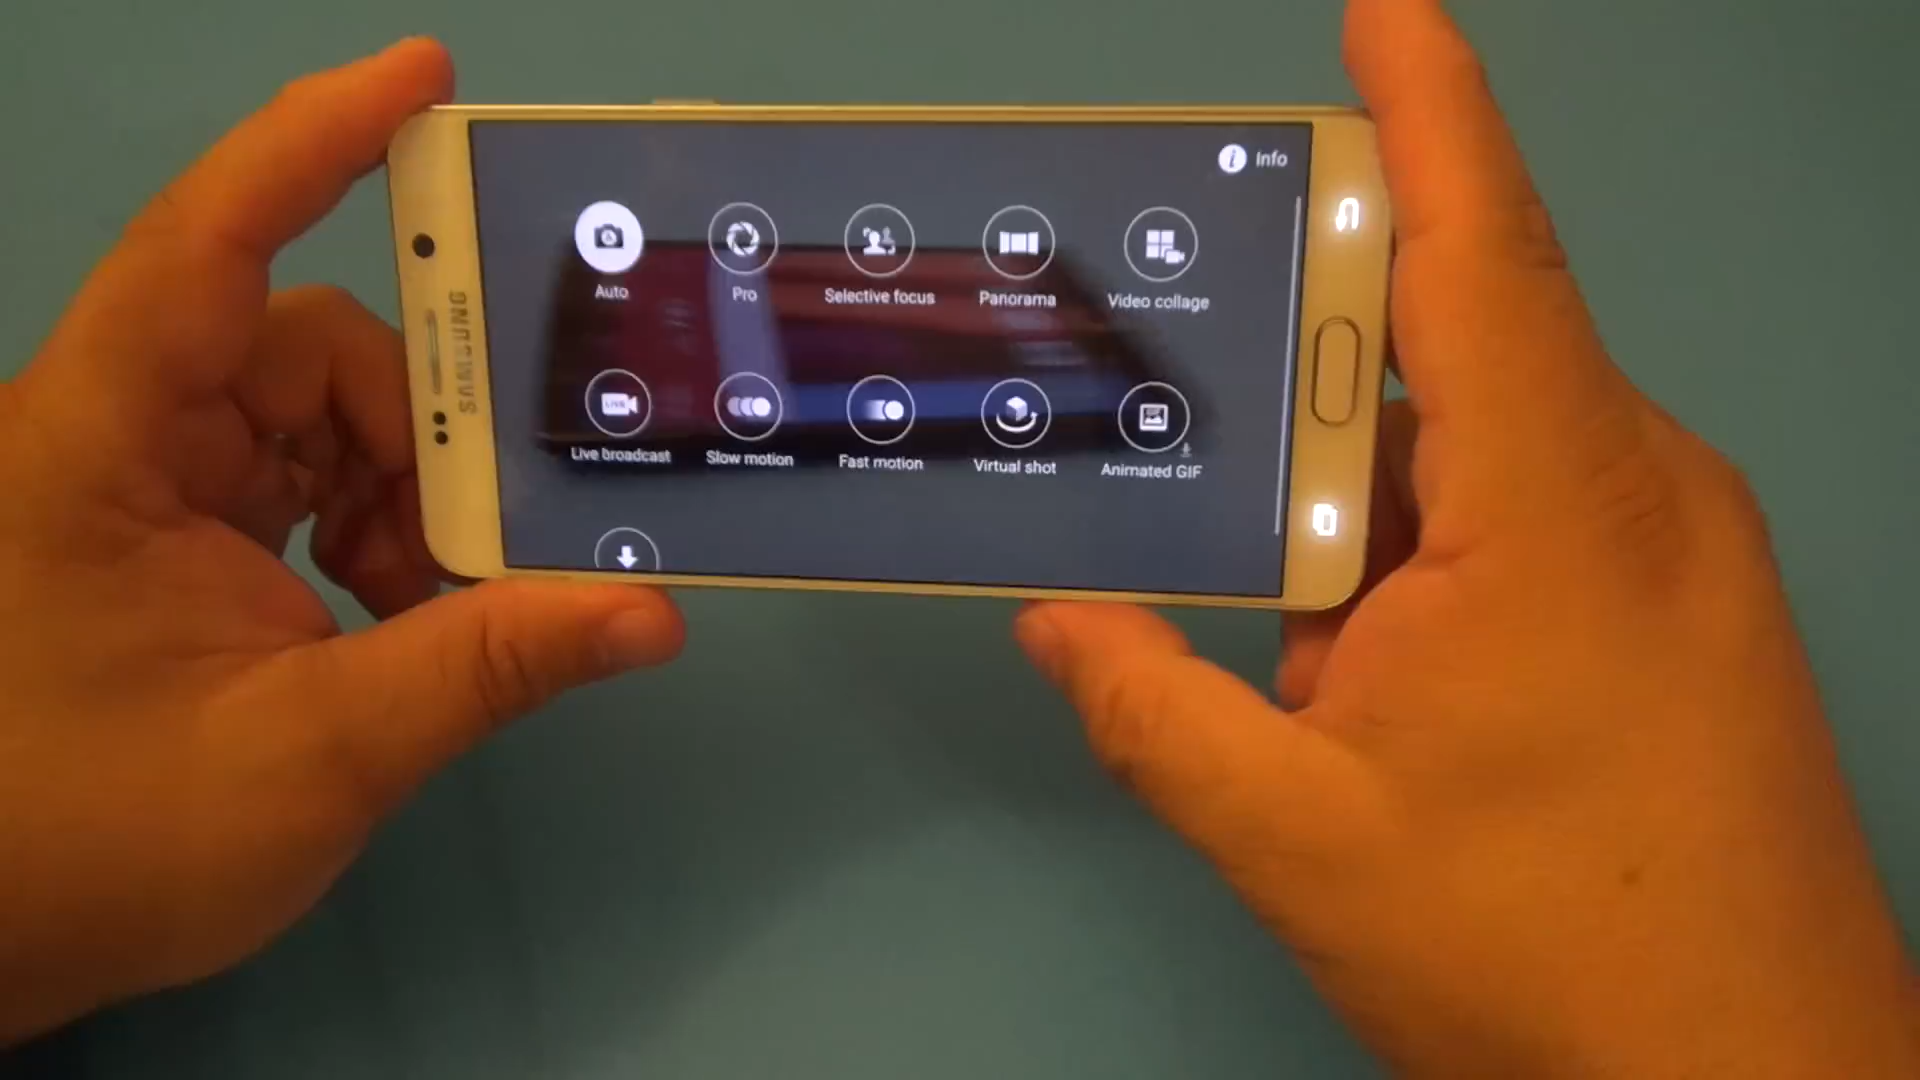 Info
Auto
Pro
Selective focus
Panorama
Video collage
SAMSUNG
LIVE
Live broadcast
Slow motion
Fast motion
Virtual shot
Animated GIF